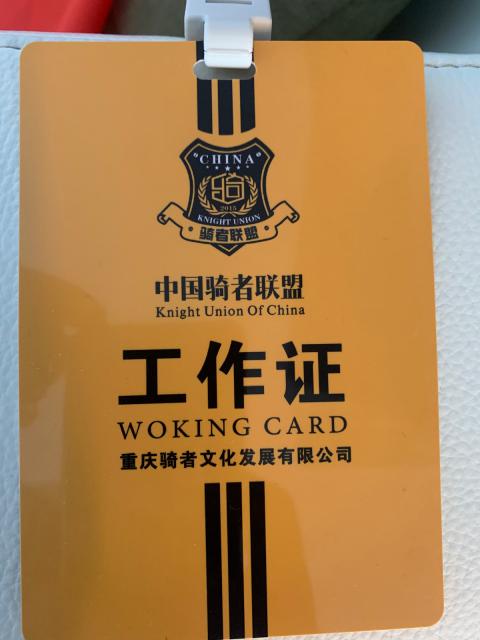 CHINA
2015
KNIGHT UNION
骑者联盟
中国骑者联盟
Knight Union Of China
工作证
WOKING CARD
重庆骑者文化发展有限公司